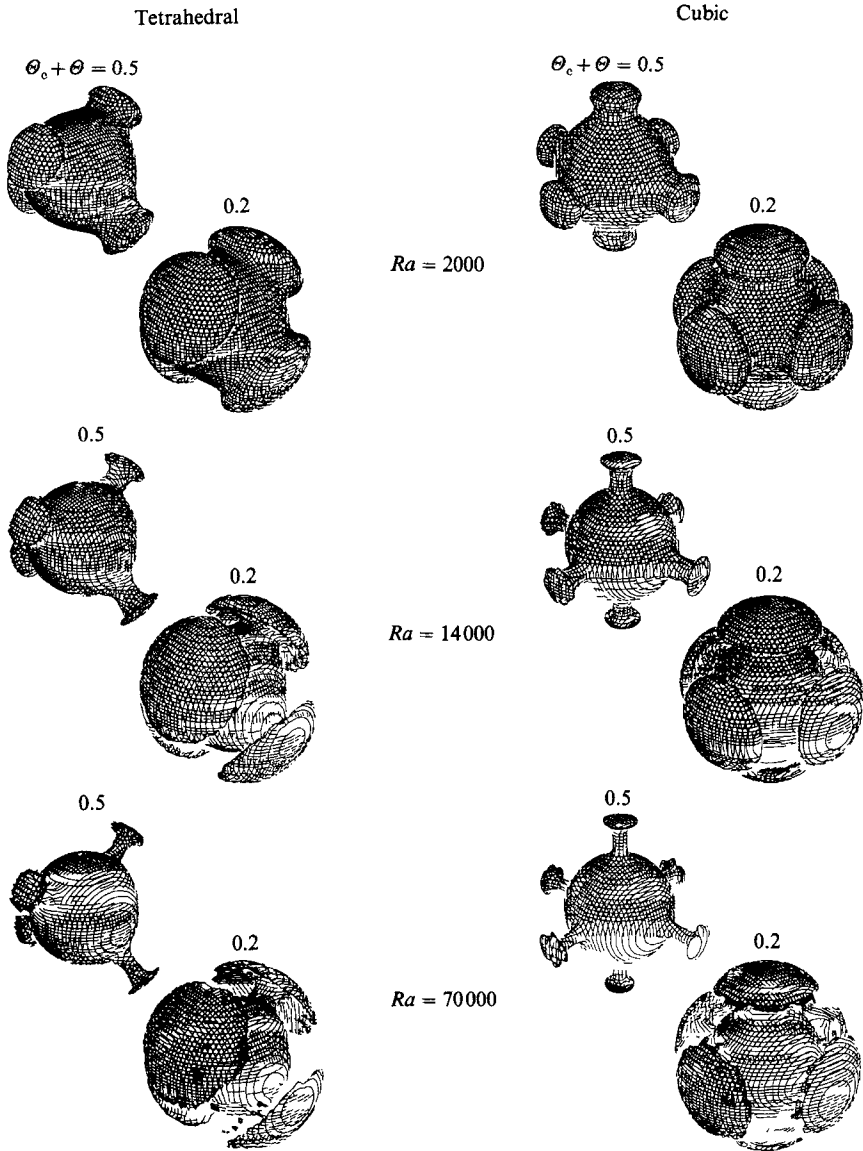 Tetrahedral
Cubic
Θc + Θ = 0.5
Θc + Θ = 0.5
0.2
0.2
Ra = 2000
0.5
0.5
0.2
0.2
Ra = 14000
0.5
0.5
0.2
0.2
Ra = 70000